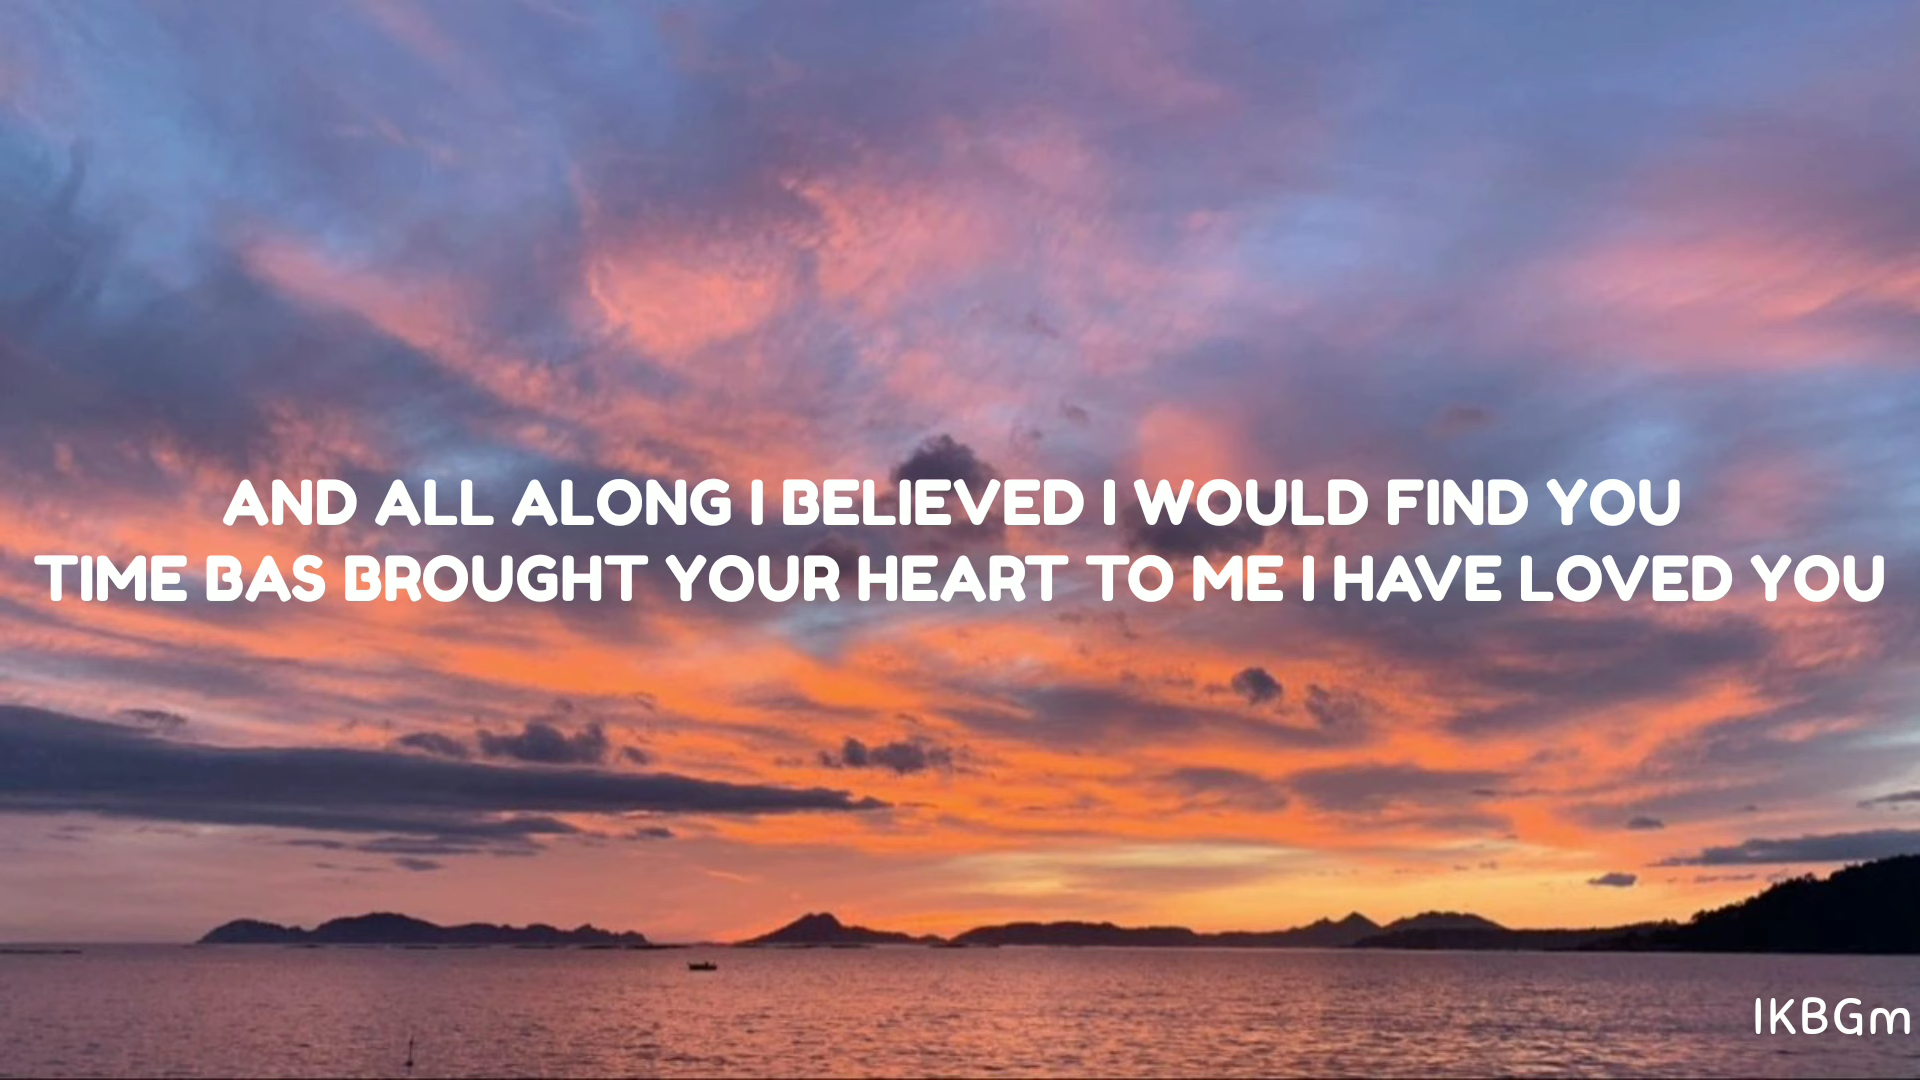 AND ALL ALONG I BELIEVED I WOULD FIND YOU
TIME BAS BROUGHT YOUR HEART TO ME I HAVE LOVED YOU
IKBGm